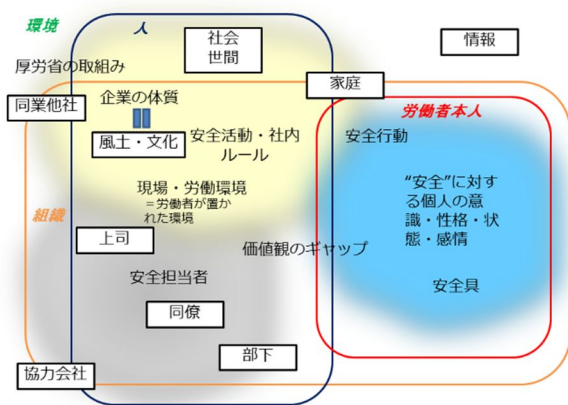 環境
人
社会
世間
情報
厚労省の取組み
家庭
同業他社
企業の体質
労働者本人
風土・文化
安全活動・社内
ルール
安全行動
現場・労働環境
＝労働者が置か
れた環境
“安全”に対す
る個人の意
識・性格・状
態・感情
組織
上司
価値観のギャップ
安全担当者
安全具
同僚
部下
協力会社